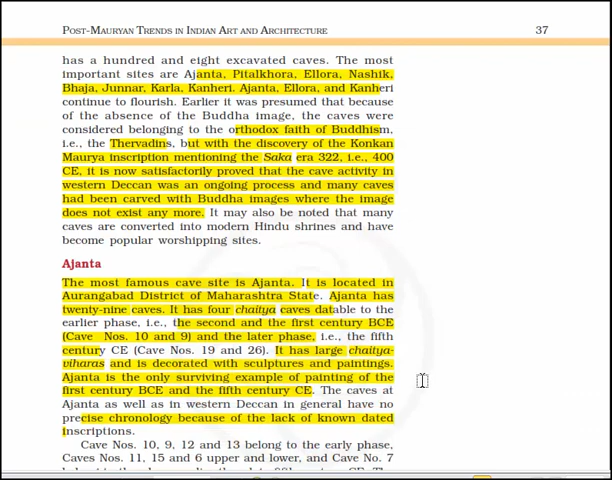 POST-MAURYAN TRENDS IN INDIAN ART AND ARCHITECTURE 37
has a hundred and eight excavated caves. The most
important sites are Ajanta, Pitalkhora, Ellora, Nashik,
Bhaja, Junnar, Karla, Kanheri. Ajanta, Ellora, and Kanheri
continue to flourish. Earlier it was presumed that because
of the absence of the Buddha image, the caves were
considered belonging to the orthodox faith of Buddhism,
i.e., the Thervadins, but with the discovery of the Konkan
Maurya inscription mentioning the Saka era 322, i.e., 400
CE, it is now satisfactorily proved that the cave activity in
western Deccan was an ongoing process and many caves
had been carved with Buddha images where the image
does not exist any more. It may also be noted that many
caves are converted into modern Hindu shrines and have
become popular worshipping sites.
Ajanta
The most famous cave site is Ajanta. It is located in
Aurangabad District of Maharashtra State. Ajanta has
twenty-nine caves. It has four chaitya caves datable to the
earlier phase, i.e., the second and the first century BCE
(Cave Nos. 10 and 9) and the later phase, i.e., the fifth
century CE (Cave Nos. 19 and 26). It has large chaitya-
viharas and is decorated with sculptures and paintings.
Ajanta is the only surviving example of painting of the
first century BCE and the fifth century CE. The caves at
Ajanta as well as in western Deccan in general have no
precise chronology because of the lack of known dated
inscriptions.
Cave Nos. 10, 9, 12 and 13 belong to the early phase,
Caves Nos. 11, 15 and 6 upper and lower, and Cave No. 7